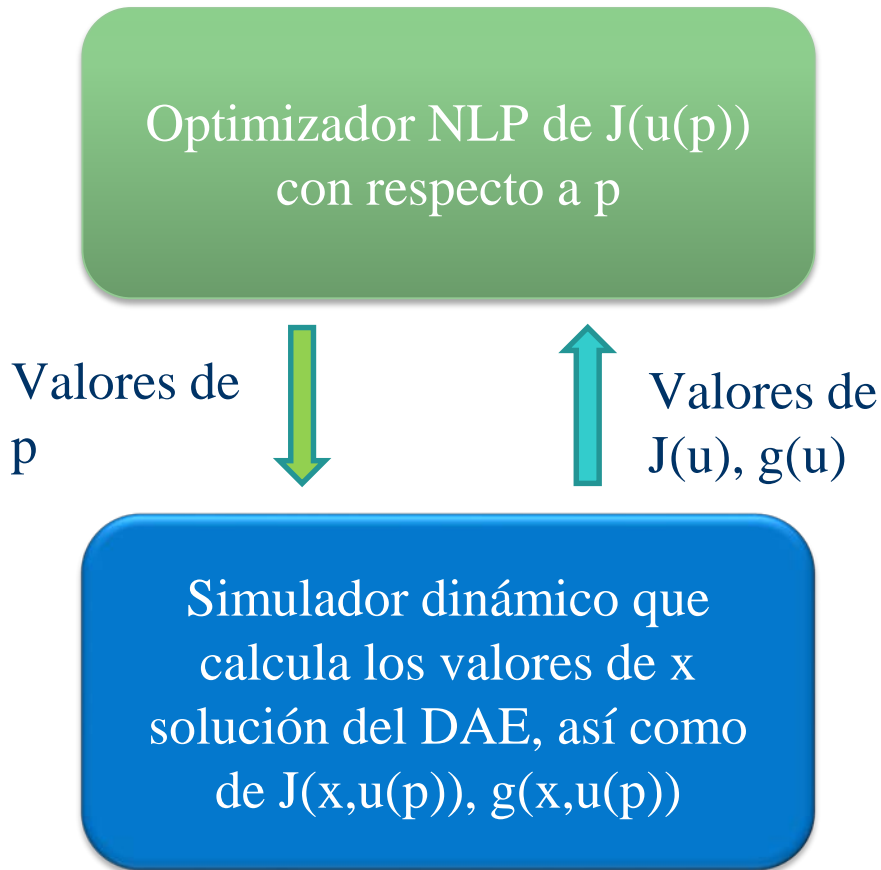 Optimizador NLP de J(u(p))
con respecto a p
Valores de
p
Valores de
J(u), g(u)
Simulador dinámico que
calcula los valores de x
solución del DAE, así como
de J(x,u(p)), g(x,u(p))